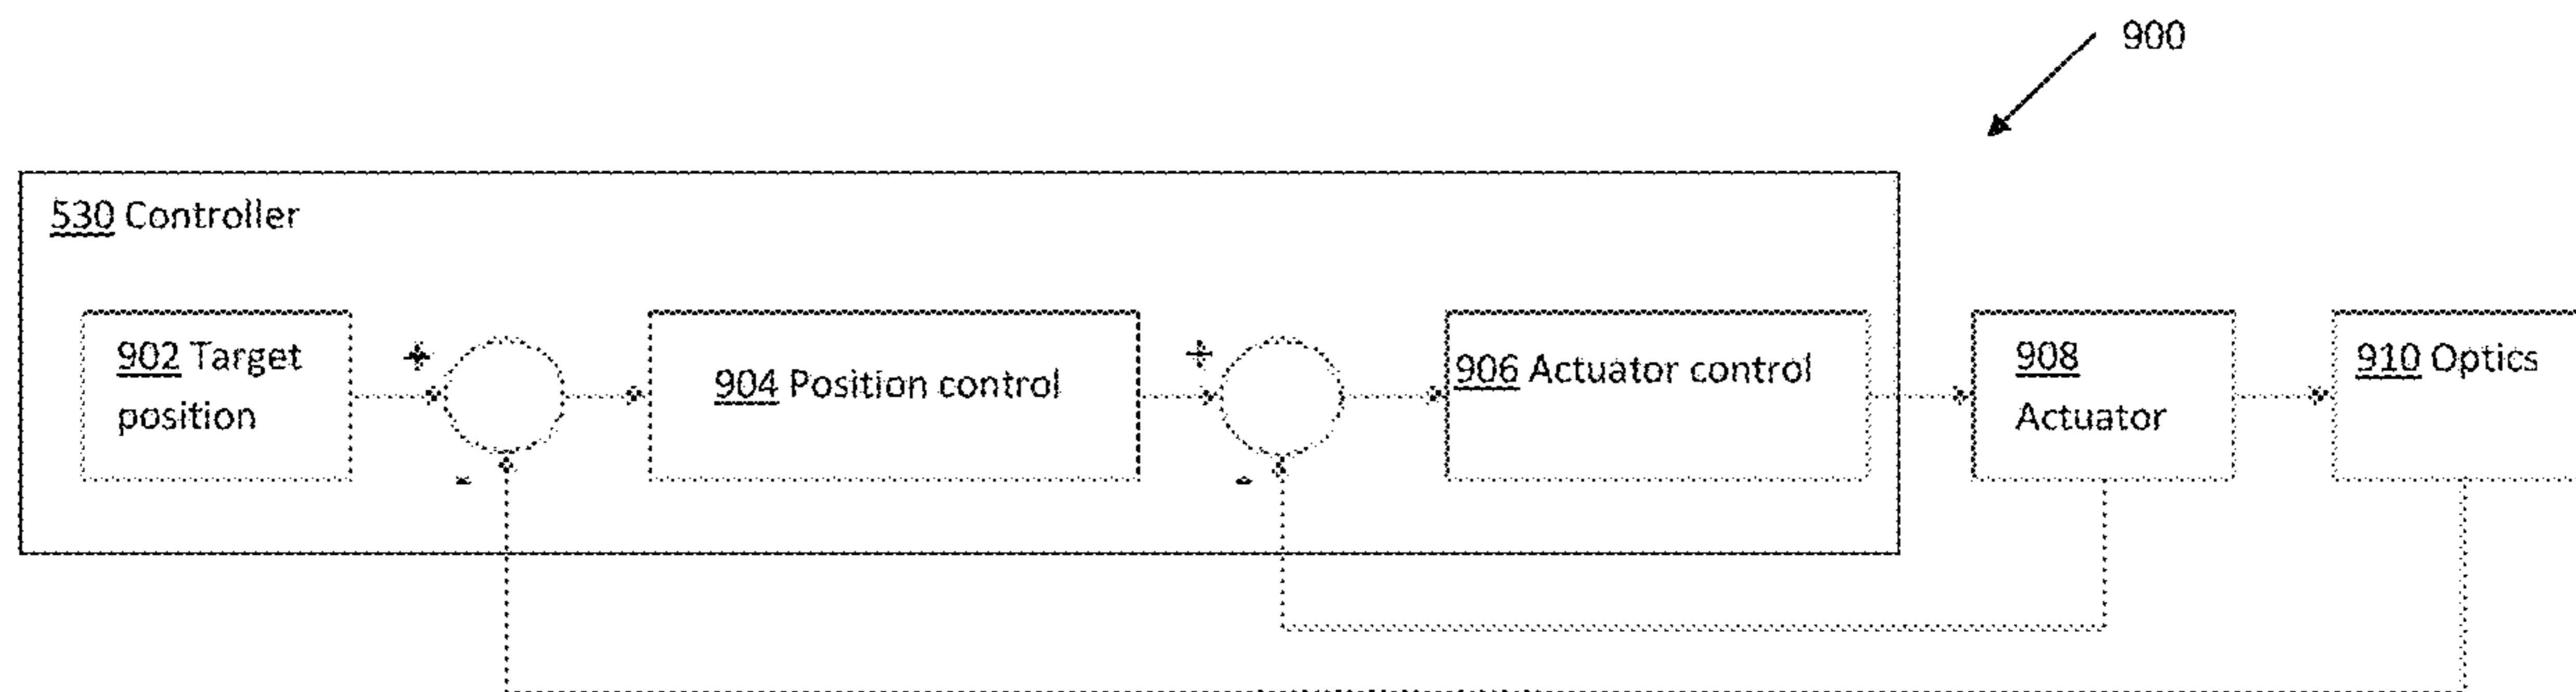 900
530 Controller
902 Target
position
+
-
904 Position control
+
-
906 Actuator control
908
Actuator
910 Optics